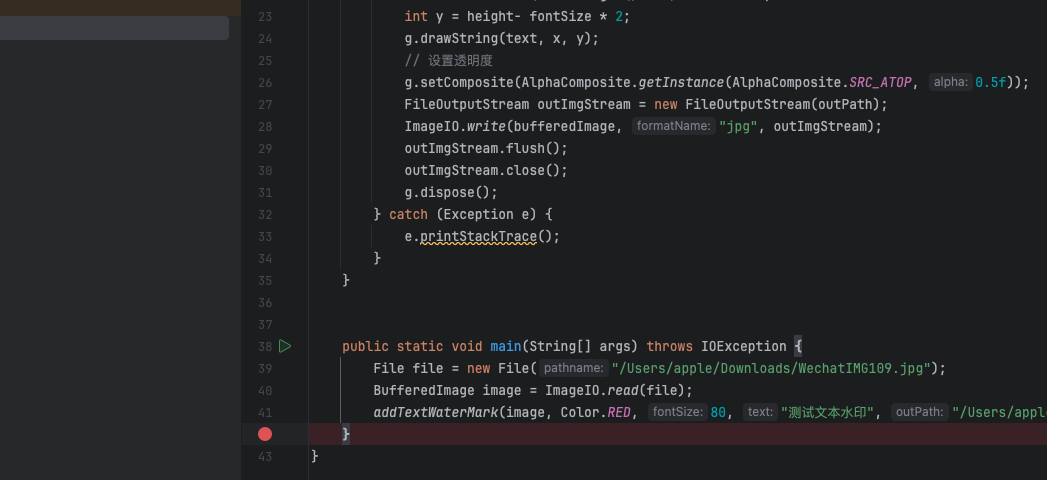 23 int y = height- fontSize * 2;
24 g.drawString(text, x, y);
25 // 设置透明度
26 g.setComposite(AlphaComposite.getInstance(AlphaComposite.SRC_ATOP, alpha: 0.5f));
27 FileOutputStream outImgStream = new FileOutputStream(outPath);
28 ImageIO.write(bufferedImage, formatName: "jpg", outImgStream);
29 outImgStream.flush();
30 outImgStream.close();
31 g.dispose();
32 } catch (Exception e) {
33 e.printStackTrace();
34 }
35 }
36
37
38 public static void main(String[] args) throws IOException {
39 File file = new File( pathname: "/Users/apple/Downloads/WechatIMG109.jpg");
40 BufferedImage image = ImageIO.read(file);
41 addTextWaterMark(image, Color.RED, fontSize: 80, text: "测试文本水印", outPath: "/Users/apple
}
43 }